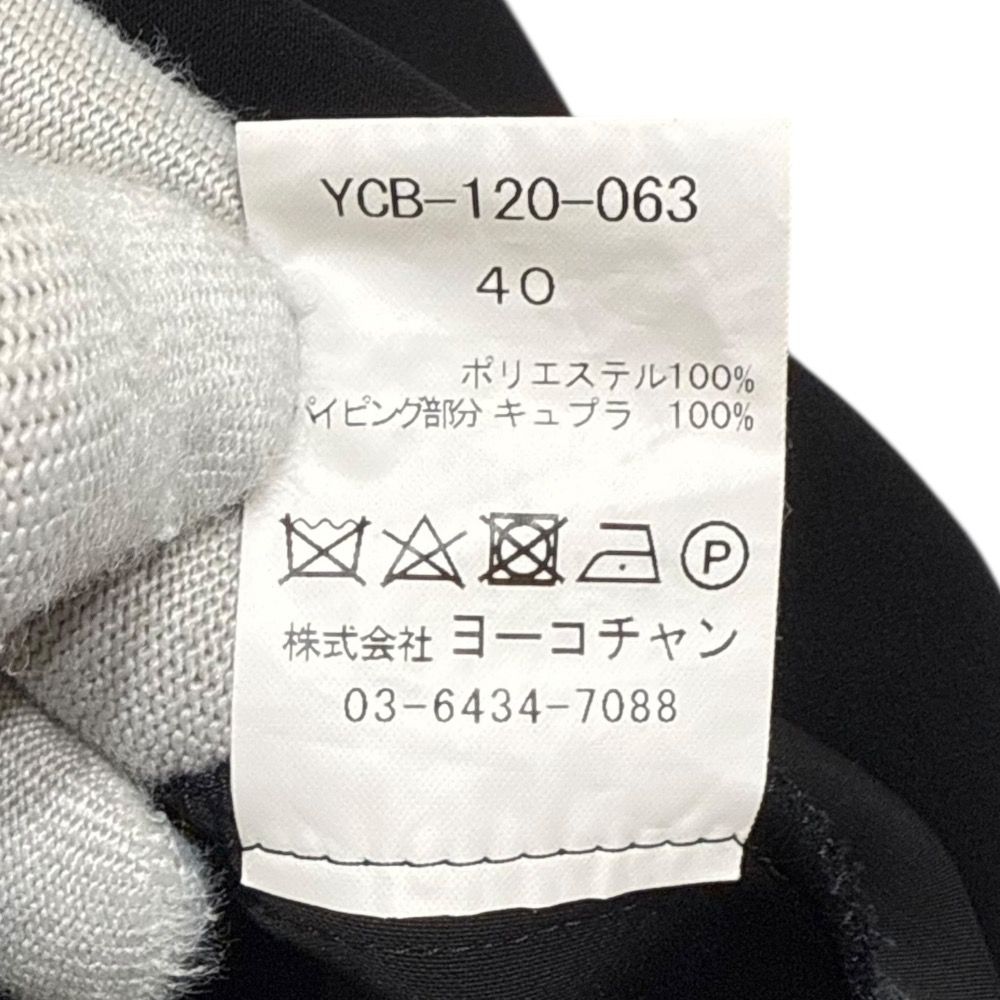 YCB-120-063
40
ポリエステル100%
パイピング部分 キュプラ 100%
P
株式会社 ヨーコチャン
03-6434-7088